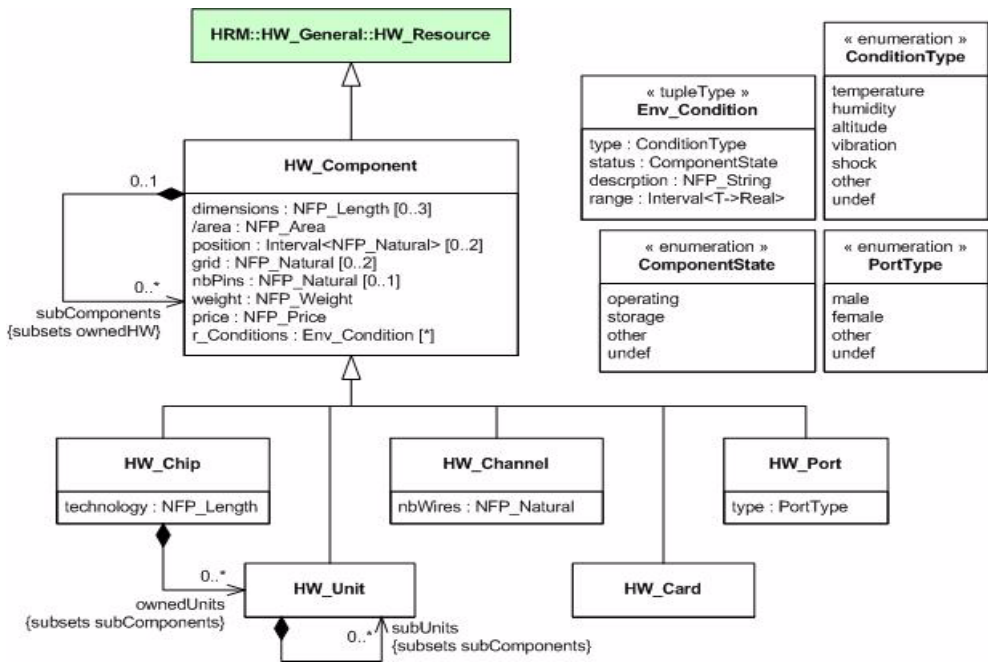 HRM::HW_General::HW_Resource
HW_Component
dimensions : NFP_Length [0..3]
/area : NFP_Area
position : Interval<NFP_Natural> [0..2]
grid : NFP_Natural [0..2]
nbPins : NFP_Natural [0..1]
weight : NFP_Weight
price : NFP_Price
r_Conditions : Env_Condition [*]
0..1
0..*
subComponents
{subsets ownedHW}
« tupleType »
Env_Condition
type : ConditionType
status : ComponentState
descrption : NFP_String
range : Interval<T->Real>
« enumeration »
ConditionType
temperature
humidity
altitude
vibration
shock
other
undef
« enumeration »
ComponentState
operating
storage
other
undef
« enumeration »
PortType
male
female
other
undef
HW_Chip
technology : NFP_Length
HW_Channel
nbWires : NFP_Natural
HW_Port
type : PortType
0..*
ownedUnits
{subsets subComponents}
HW_Unit
0..*
subUnits
{subsets subComponents}
HW_Card